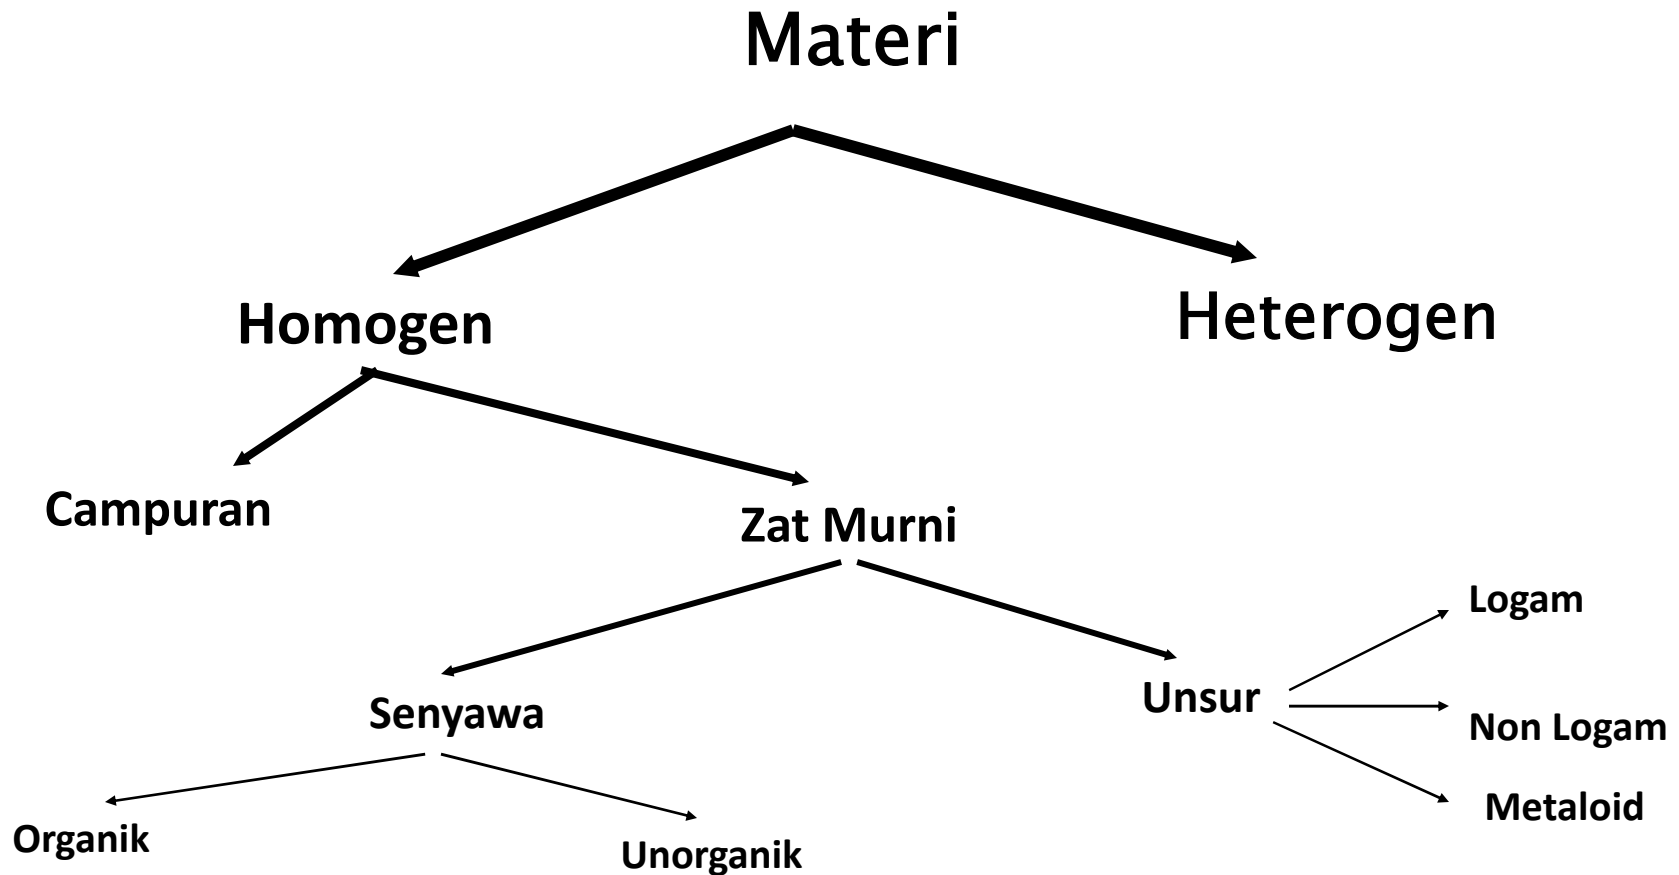 Materi
Homogen
Heterogen
Campuran
Zat Murni
Logam
Senyawa
Unsur
Non Logam
Metaloid
Organik
Unorganik